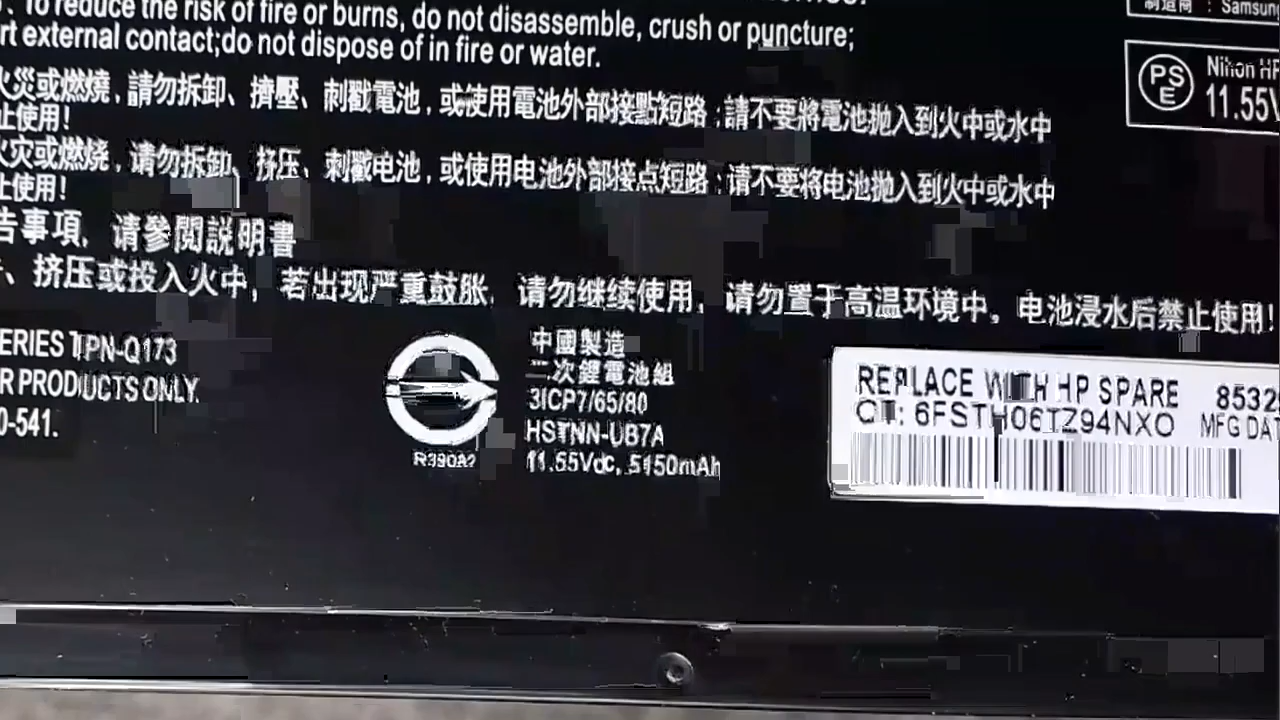 To reduce the risk of fire or burns, do not disassemble, crush or puncture;
rt external contact;do not dispose of in fire or water.
火災或燃燒，請勿拆卸、擠壓、刺戳電池，或使用電池外部接點短路；請不要將電池拋入到火中或水中
止使用!
火灾或燃烧，请勿拆卸、挤压、刺戳电池，或使用电池外部接点短路；请不要将电池抛入到火中或水中
止使用!
告事項，请參閱説明書
、挤压或投入火中，若出现严重鼓胀，请勿继续使用，请勿置于高温环境中。电池浸水后禁止使用!
制造商 : Samsun
PS
E
Nihon HP
11.55V
ERIES TPN-Q173
R PRODUCTS ONLY.
0-541.
R390A2
中國製造
二次鋰電池組
3ICP7/65/80
HSTNN-UB7A
11.55Vdc, 5150mAh
REPLACE WITH HP SPARE 8532
CT: 6FSTH06TZ94NXO MFG DAT